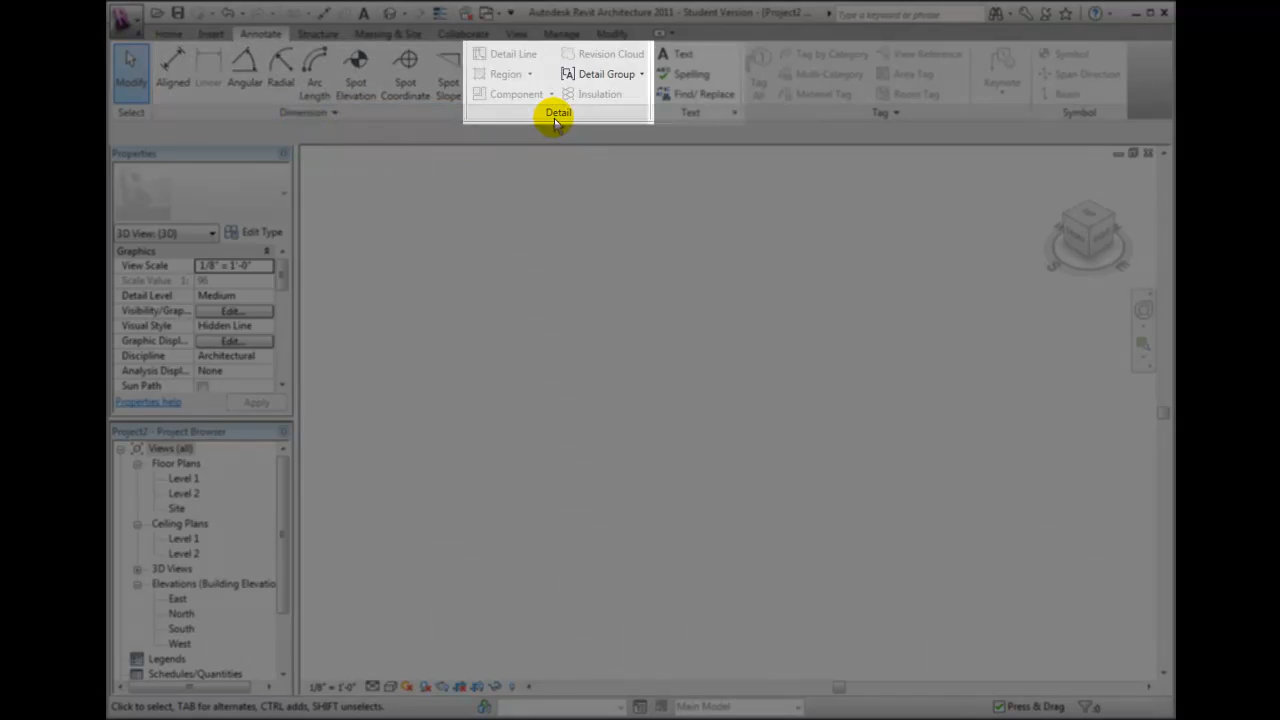 Autodesk Revit Architecture 2011 - Student Version - [Project2 ...
Type a keyword or phrase
Home Insert Annotate Structure Massing & Site Collaborate View Manage Modify
Modify
Aligned
Linear
Angular
Radial
Arc Length
Spot Elevation
Spot Coordinate
Spot Slope
Detail Line
Revision Cloud
Region
Detail Group
Component
Insulation
Text
Spelling
Find/ Replace
Tag by Category
View Reference
Multi-Category
Area Tag
Material Tag
Room Tag
Keynote
Symbol
Span Direction
Beam
Select Dimension Detail Text Tag Symbol
Properties
3D View: {3D}
Edit Type
Graphics
View Scale 1/8" = 1'-0"
Scale Value 1: 96
Detail Level Medium
Visibility/Grap... Edit...
Visual Style Hidden Line
Graphic Displ... Edit...
Discipline Architectural
Analysis Displ... None
Sun Path
Properties help
Apply
Project2 - Project Browser
Views (all)
Floor Plans
Level 1
Level 2
Site
Ceiling Plans
Level 1
Level 2
3D Views
Elevations (Building Elevatio
East
North
South
West
Legends
Schedules/Quantities
1/8" = 1'-0"
Click to select, TAB for alternates, CTRL adds, SHIFT unselects.
Main Model
Press & Drag
:0